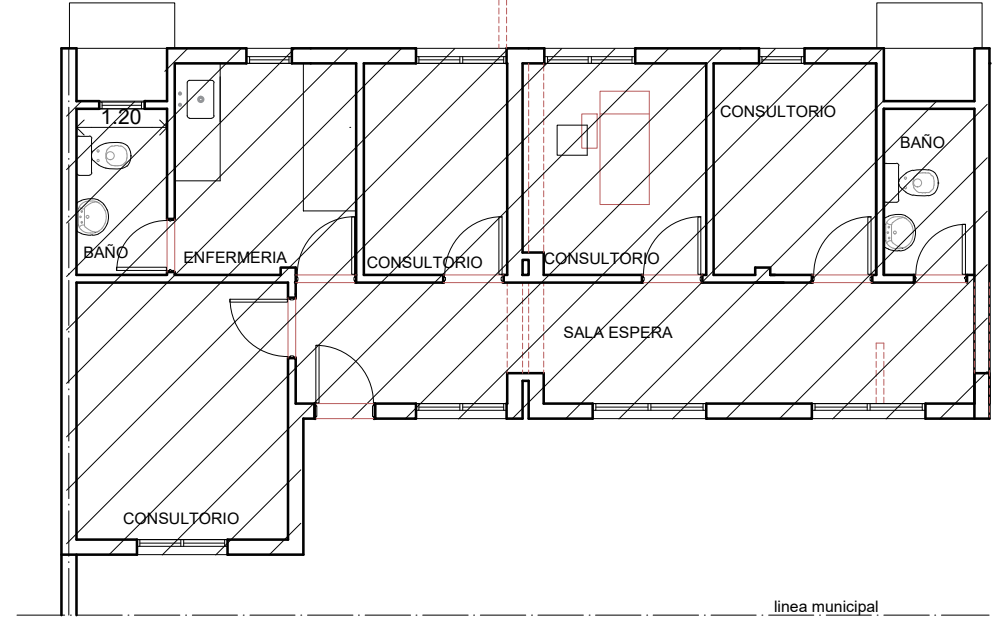 CONSULTORIO
1.20
BAÑO
BAÑO
ENFERMERIA
CONSULTORIO
CONSULTORIO
SALA ESPERA
CONSULTORIO
linea municipal